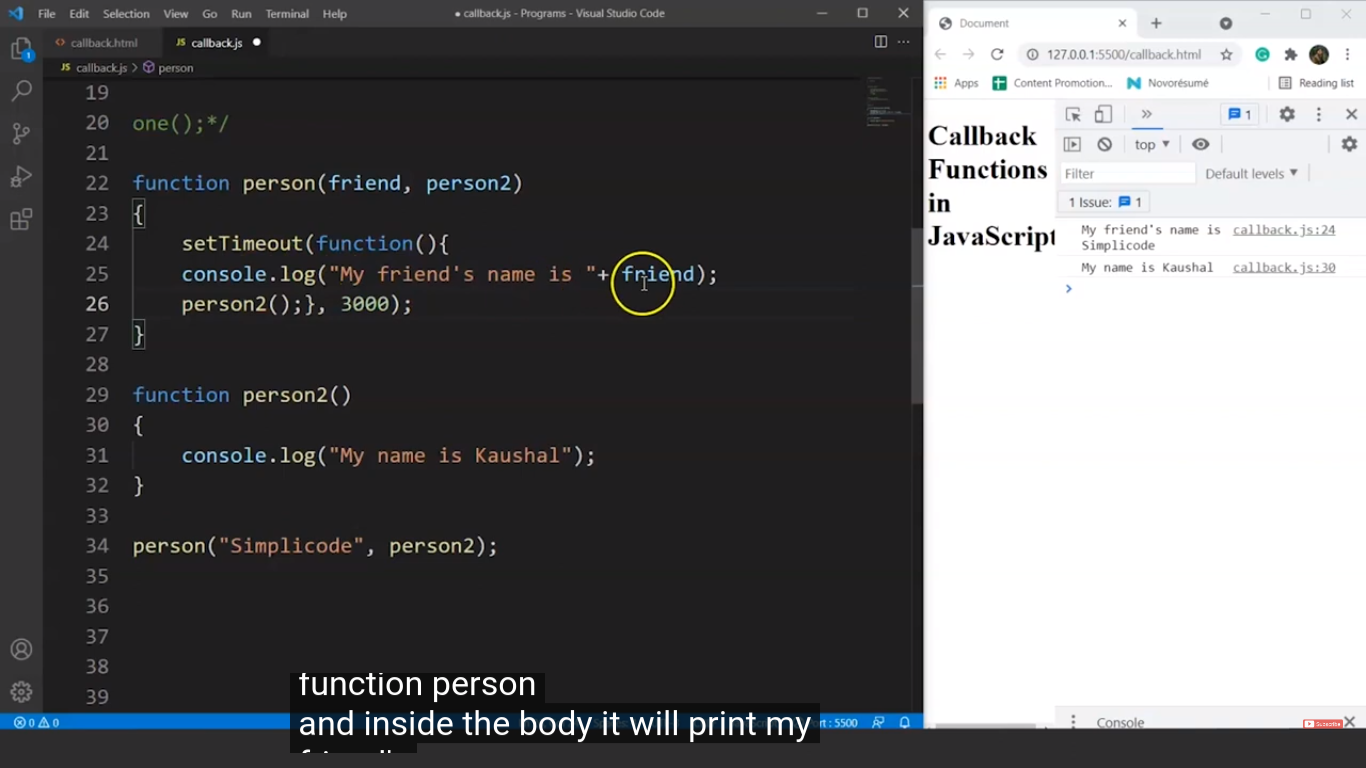 File Edit Selection View Go Run Terminal Help
● callback.js - Programs - Visual Studio Code
<> callback.html
JS callback.js ●
JS callback.js > person
1
19
20 one();*/
21
22 function person(friend, person2)
23 {
24 setTimeout(function(){
25 console.log("My friend's name is "+ friend);
26 person2();}, 3000);
27 }
28
29 function person2()
30 {
31 console.log("My name is Kaushal");
32 }
33
34 person("Simplicode", person2);
35
36
37
38
39
function person
and inside the body it will print my
0 0
: 5500
Document
127.0.0.1:5500/callback.html
Apps Content Promotion... Novorésumé Reading list
Callback
Functions
in
JavaScript
1
top
Filter Default levels
1 Issue: 1
My friend's name is callback.js:24
Simplicode
My name is Kaushal callback.js:30
Console
Subscribe